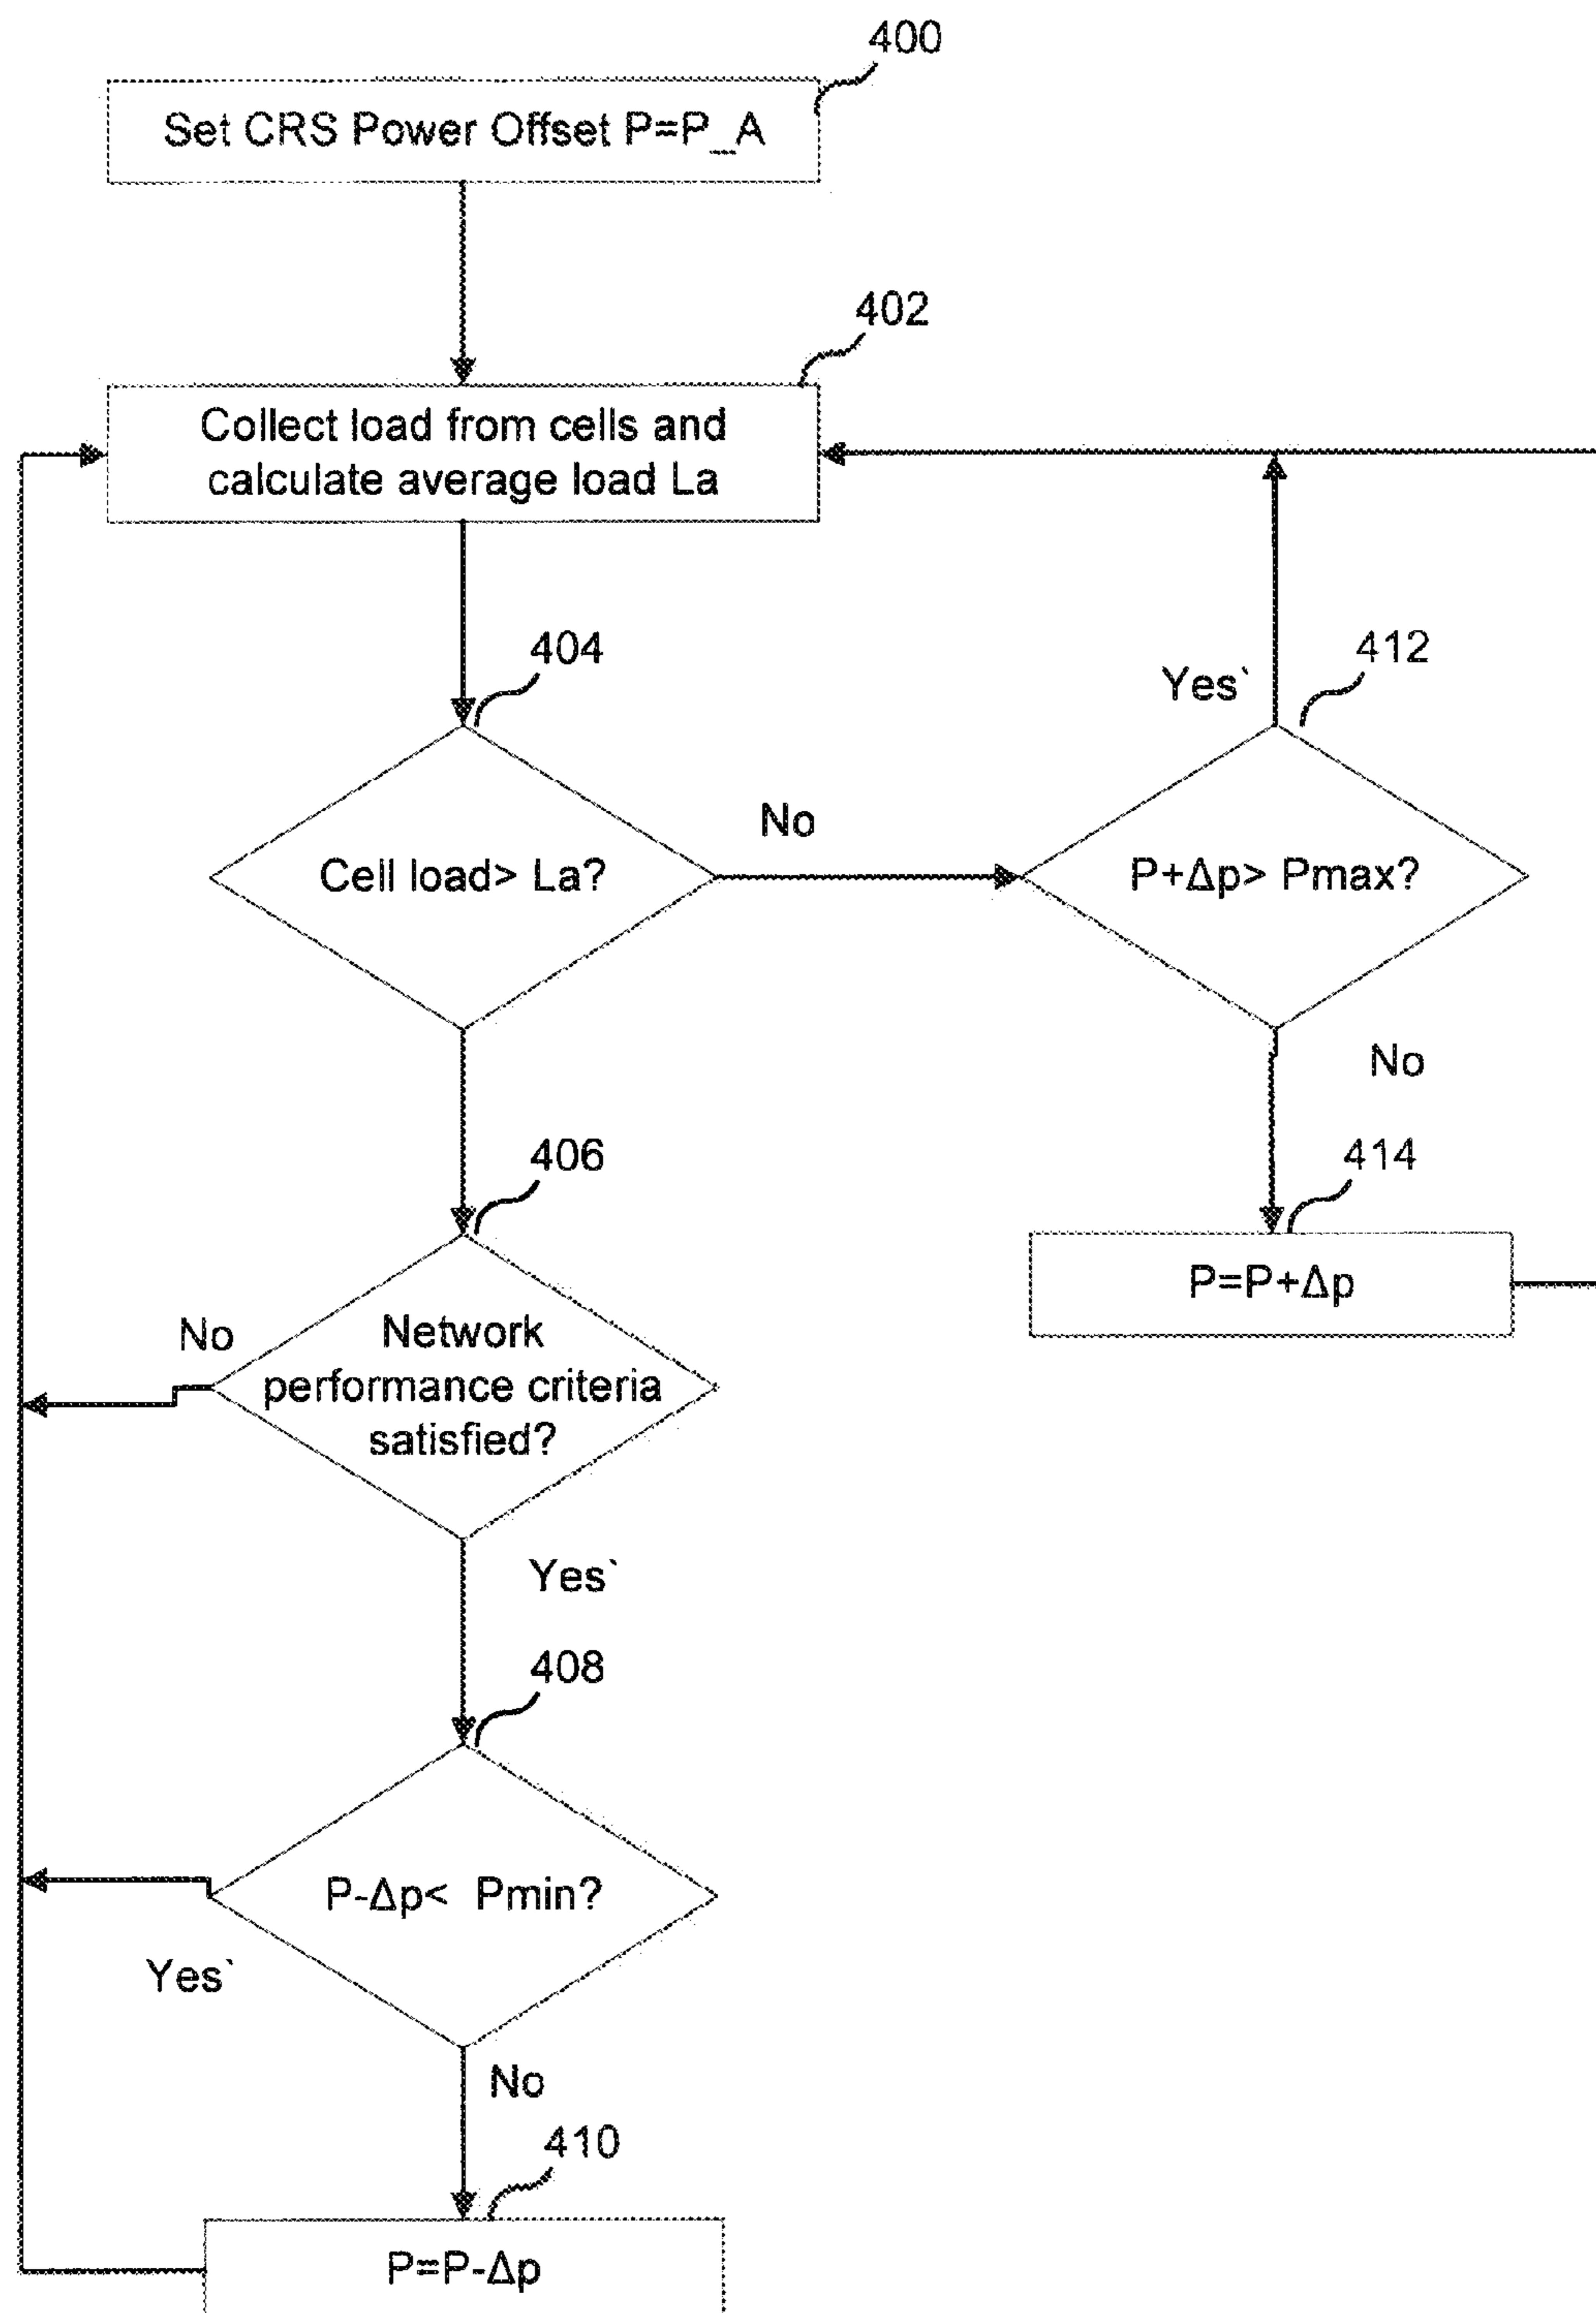 400
Set CRS Power Offset P=P_A
402
Collect load from cells and
calculate average load La
404
412
Yes`
No
Cell load> La?
P+Δp> Pmax?
No
406
414
P=P+Δp
No
Network
performance criteria
satisfied?
Yes`
408
P-Δp< Pmin?
Yes`
No
410
P=P-Δp